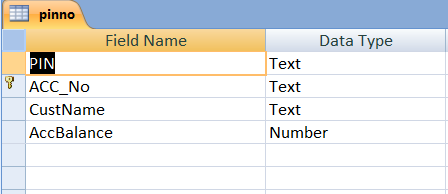 pinno
Field Name Data Type
PIN Text
ACC_No Text
CustName Text
AccBalance Number